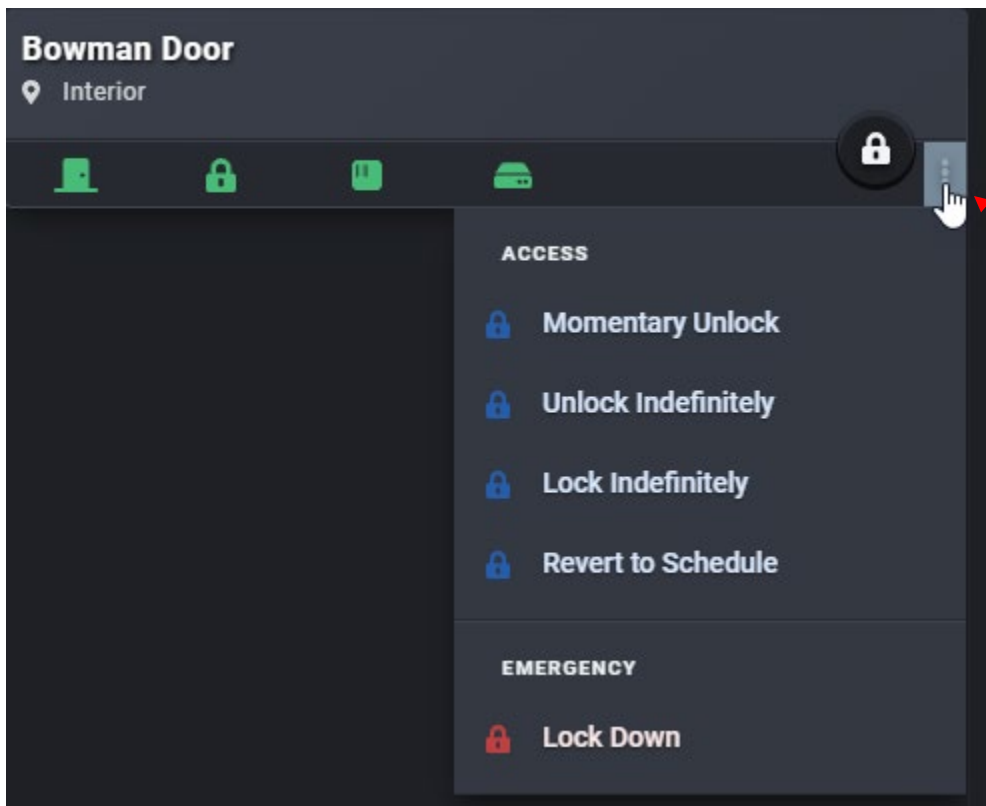 Bowman Door
Interior
ACCESS
Momentary Unlock
Unlock Indefinitely
Lock Indefinitely
Revert to Schedule
EMERGENCY
Lock Down